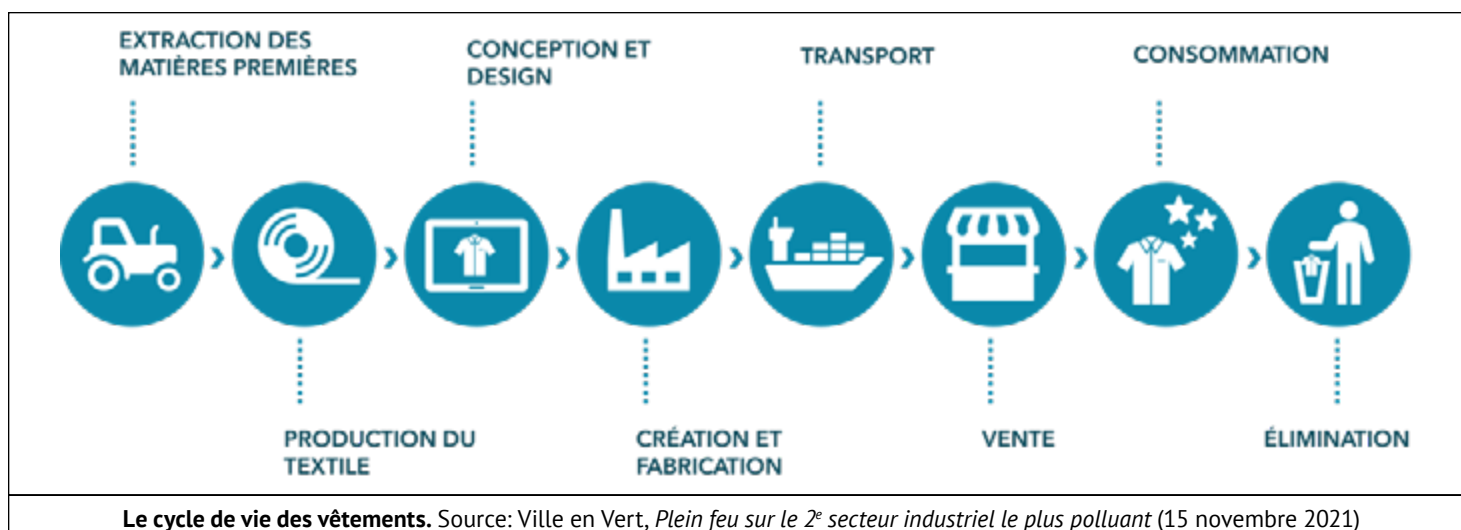 EXTRACTION DES
MATIÈRES PREMIÈRES
CONCEPTION ET
DESIGN
TRANSPORT
CONSOMMATION
PRODUCTION DU
TEXTILE
CRÉATION ET
FABRICATION
VENTE
ÉLIMINATION
Le cycle de vie des vêtements. Source: Ville en Vert, Plein feu sur le 2e secteur industriel le plus polluant (15 novembre 2021)